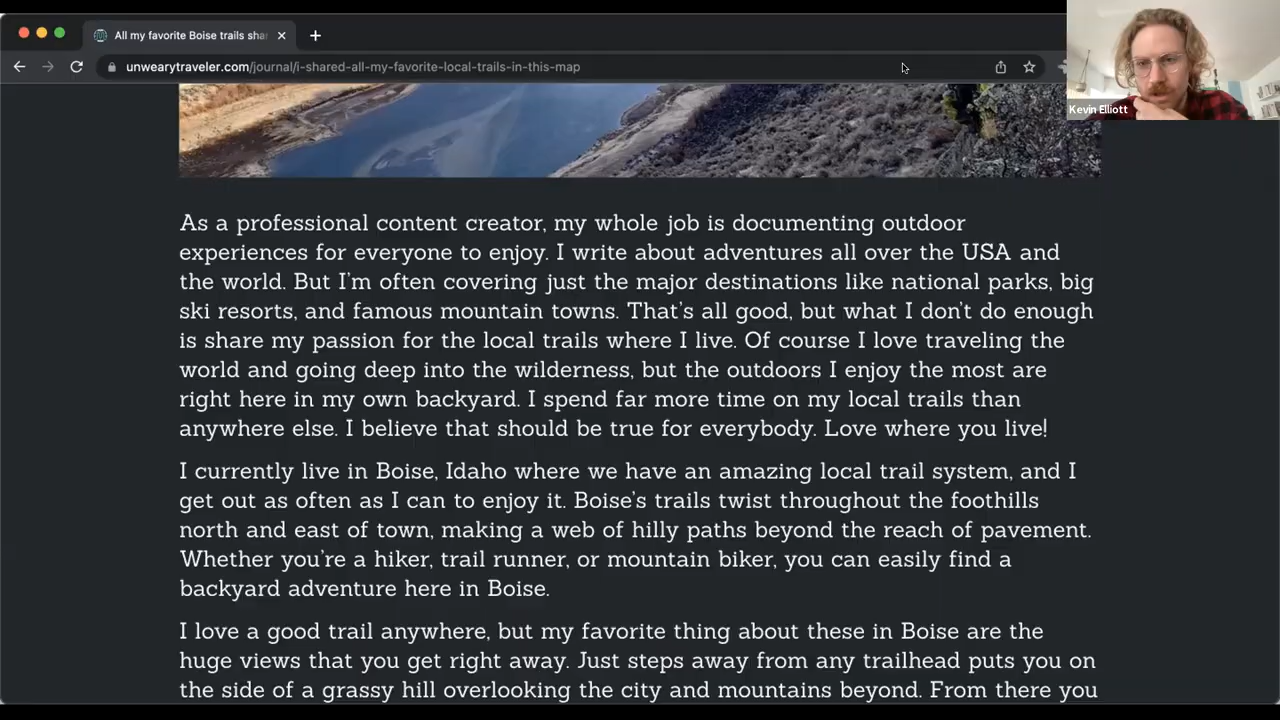 All my favorite Boise trails sha
unwearytraveler.com/journal/i-shared-all-my-favorite-local-trails-in-this-map
Kevin Elliott
As a professional content creator, my whole job is documenting outdoor
experiences for everyone to enjoy. I write about adventures all over the USA and
the world. But I'm often covering just the major destinations like national parks, big
ski resorts, and famous mountain towns. That's all good, but what I don't do enough
is share my passion for the local trails where I live. Of course I love traveling the
world and going deep into the wilderness, but the outdoors I enjoy the most are
right here in my own backyard. I spend far more time on my local trails than
anywhere else. I believe that should be true for everybody. Love where you live!
I currently live in Boise, Idaho where we have an amazing local trail system, and I
get out as often as I can to enjoy it. Boise's trails twist throughout the foothills
north and east of town, making a web of hilly paths beyond the reach of pavement.
Whether you're a hiker, trail runner, or mountain biker, you can easily find a
backyard adventure here in Boise.
I love a good trail anywhere, but my favorite thing about these in Boise are the
huge views that you get right away. Just steps away from any trailhead puts you on
the side of a grassy hill overlooking the city and mountains beyond. From there you